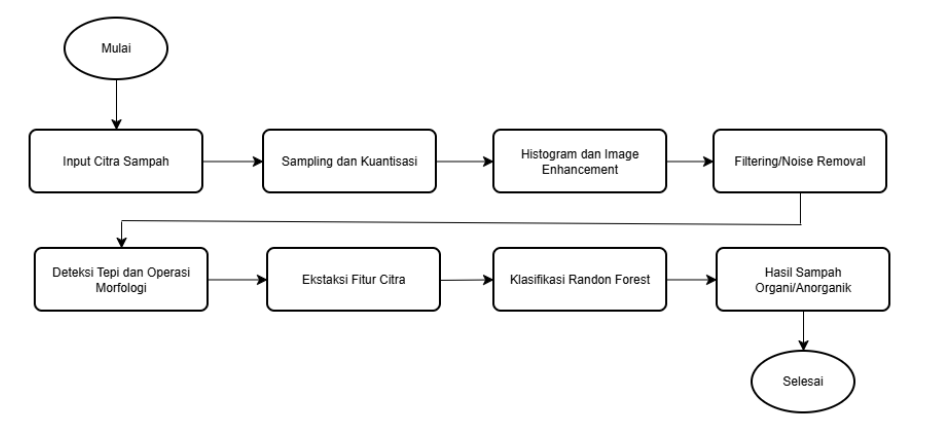 Mulai
Input Citra Sampah
Sampling dan Kuantisasi
Histogram dan Image
Enhancement
Filtering/Noise Removal
Deteksi Tepi dan Operasi
Morfologi
Ekstaksi Fitur Citra
Klasifikasi Randon Forest
Hasil Sampah
Organi/Anorganik
Selesai